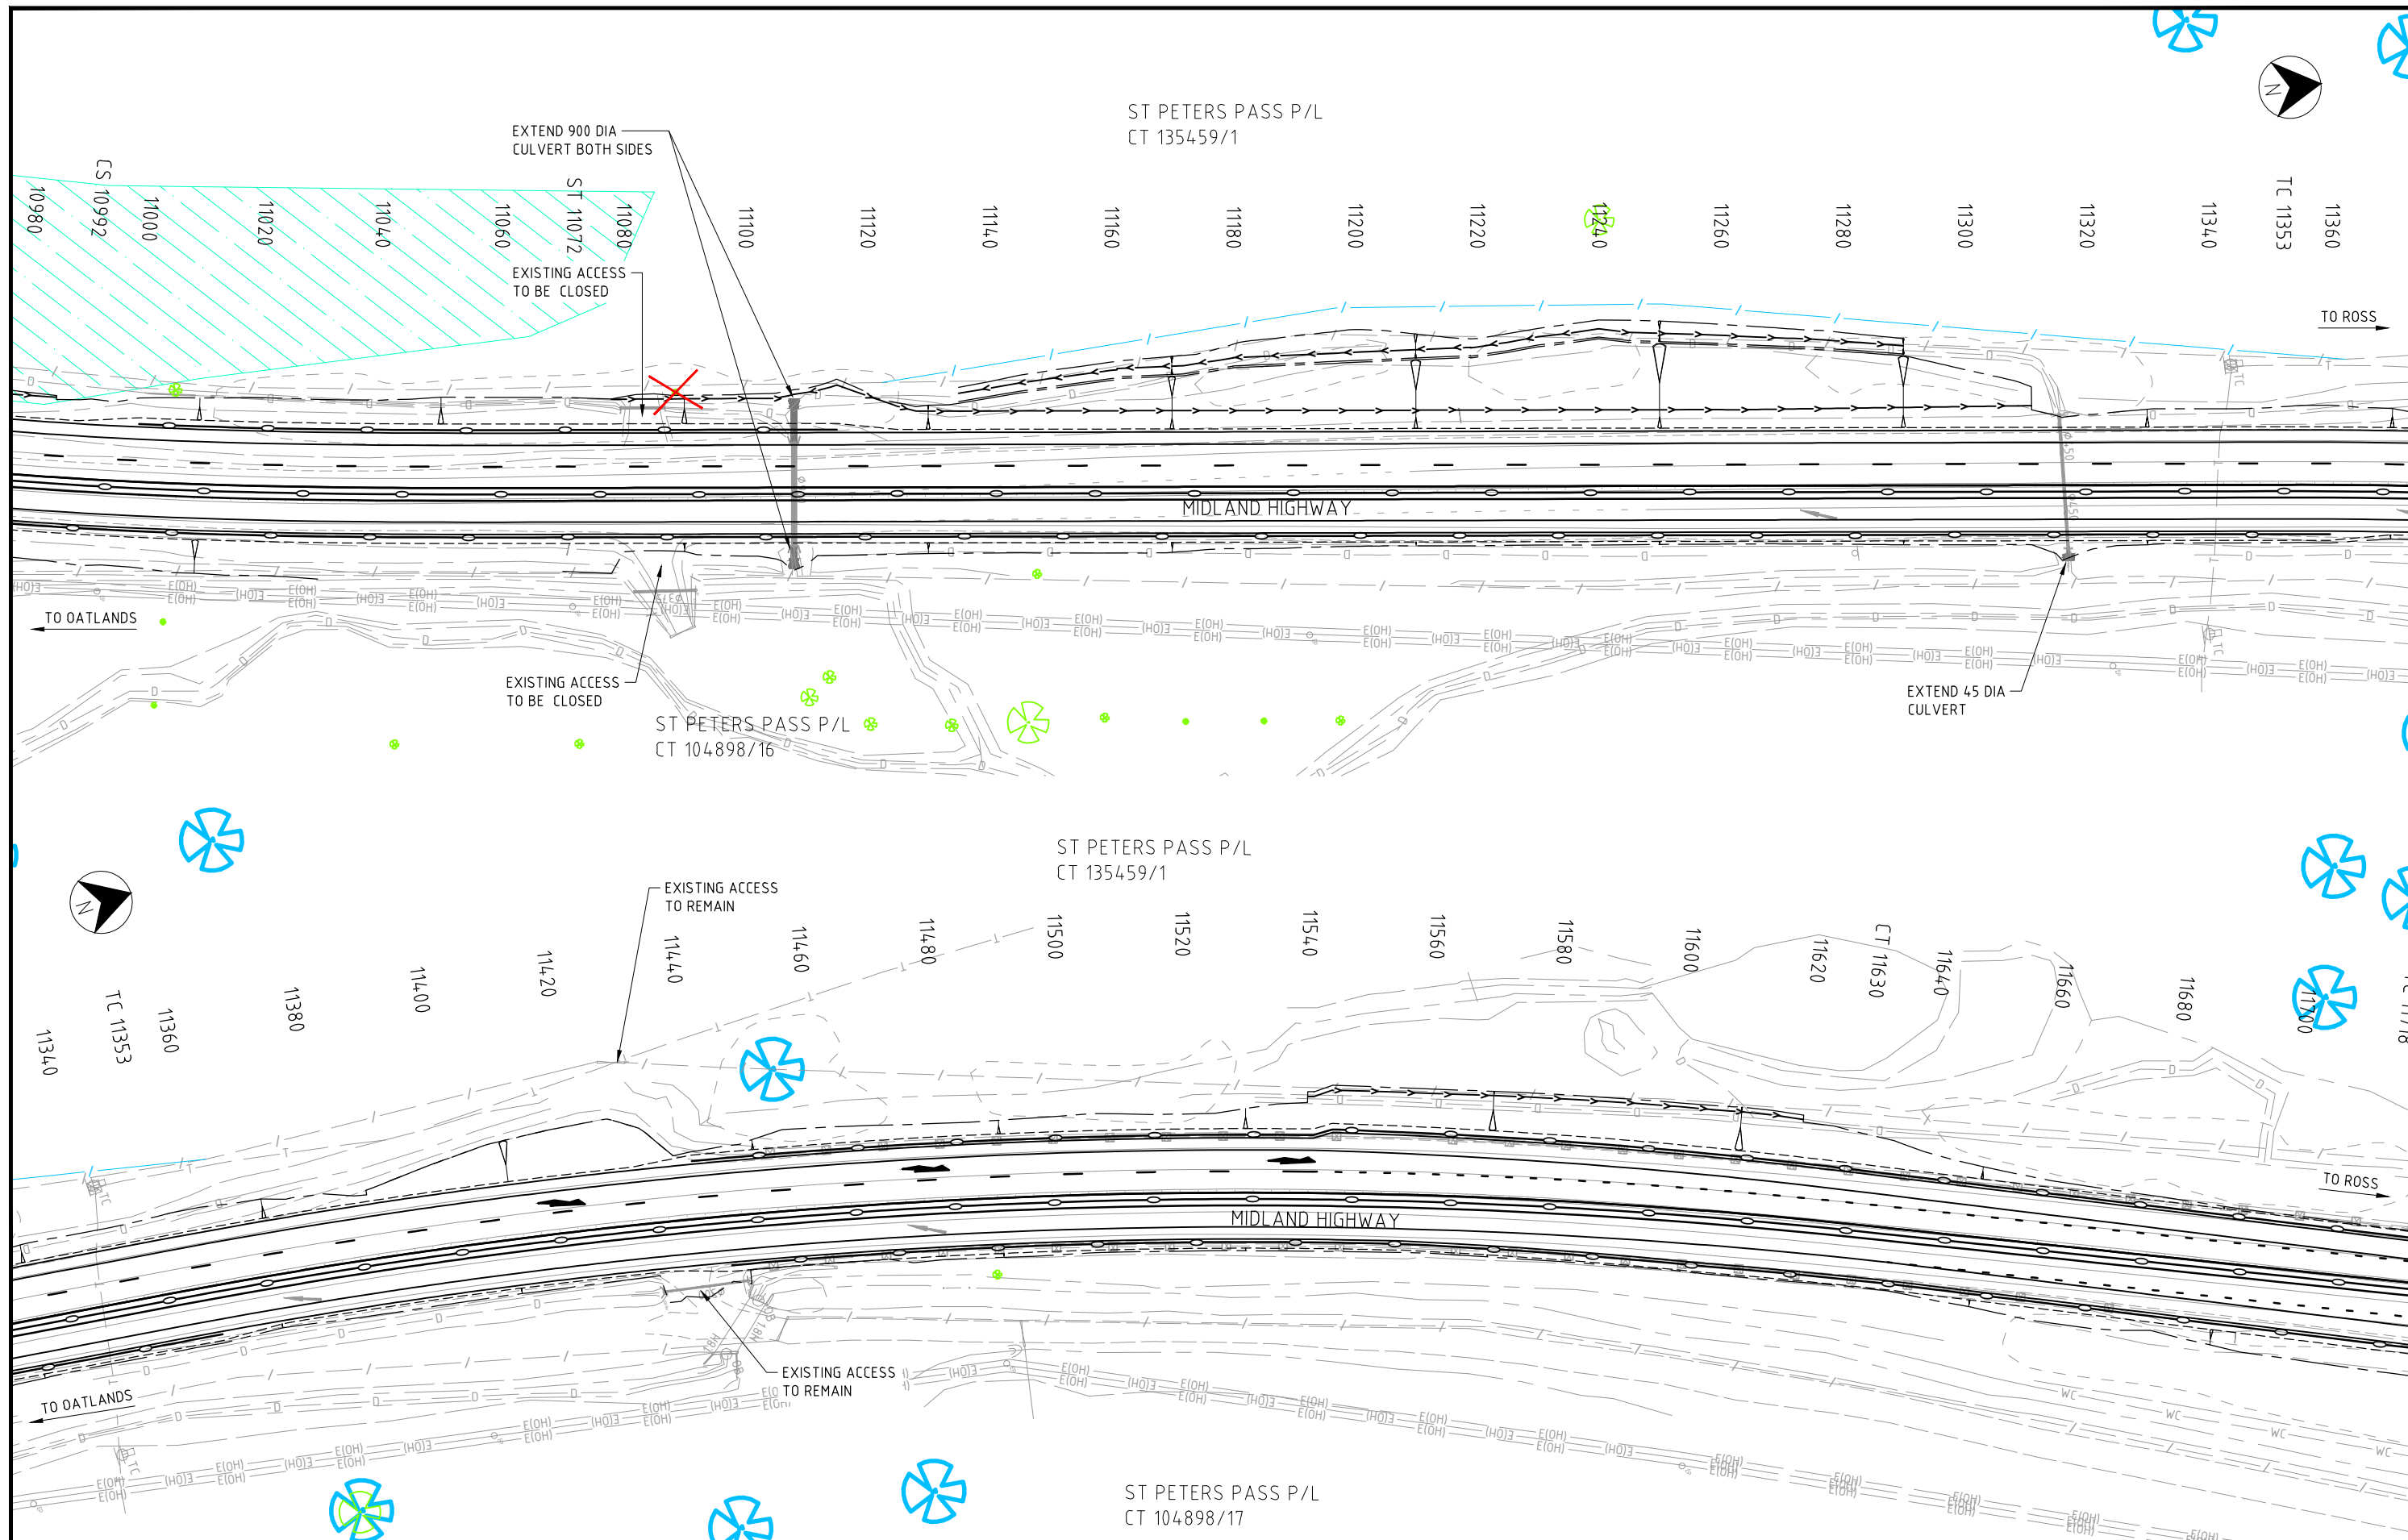 ST PETERS PASS P/L
CT 135459/1
N
EXTEND 900 DIA
CULVERT BOTH SIDES
10980
CS 10992
11000
11020
11040
11060
ST 11072
11080
11100
11120
11140
11160
11180
11200
11220
11240
11260
11280
11300
11320
11340
TC 11353
11360
EXISTING ACCESS
TO BE CLOSED
TO ROSS
MIDLAND HIGHWAY
TO OATLANDS
EXISTING ACCESS
TO BE CLOSED
ST PETERS PASS P/L
CT 104898/16
EXTEND 45 DIA
CULVERT
ST PETERS PASS P/L
CT 135459/1
N
EXISTING ACCESS
TO REMAIN
11340
TC 11353
11360
11380
11400
11420
11440
11460
11480
11500
11520
11540
11560
11580
11600
11620
CT 11630
11640
11660
11680
11700
TO ROSS
MIDLAND HIGHWAY
TO OATLANDS
EXISTING ACCESS
TO REMAIN
WC
WC
WC
WC
ST PETERS PASS P/L
CT 104898/17